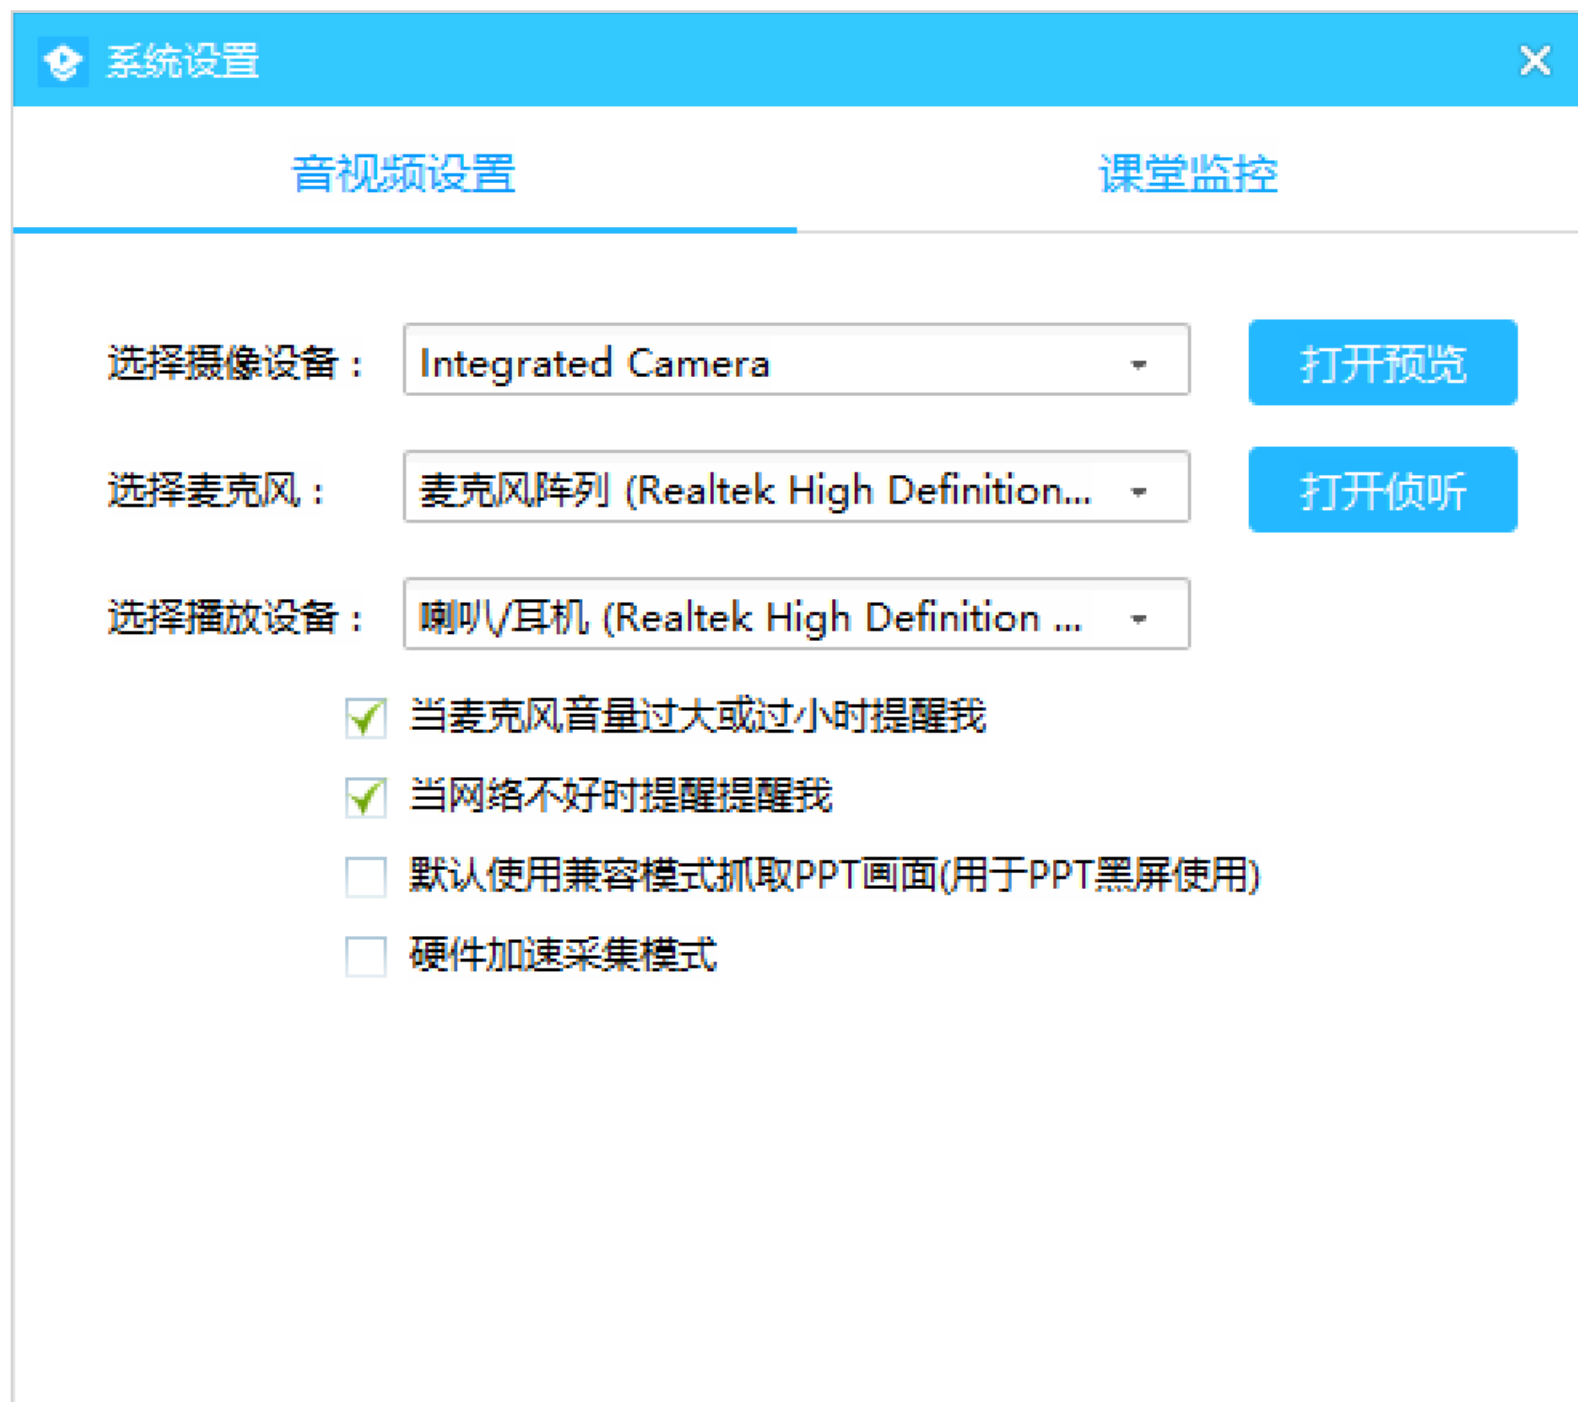 系统设置
音视频设置
课堂监控
选择摄像设备：
Integrated Camera
打开预览
选择麦克风：
麦克风阵列 (Realtek High Definition...
打开侦听
选择播放设备：
喇叭/耳机 (Realtek High Definition ...
当麦克风音量过大或过小时提醒我
当网络不好时提醒提醒我
默认使用兼容模式抓取PPT画面(用于PPT黑屏使用)
硬件加速采集模式